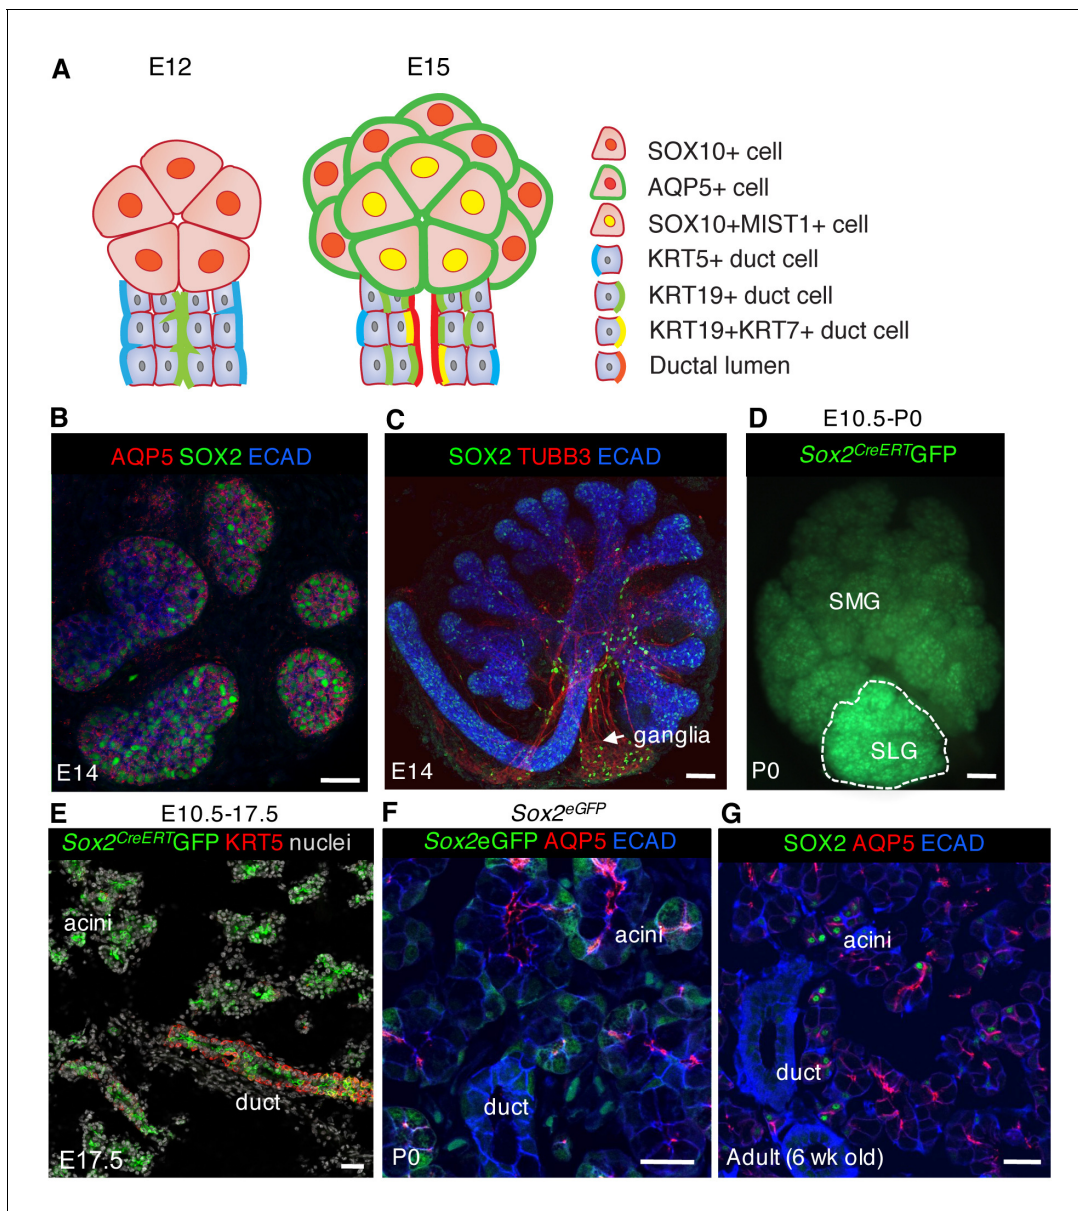 A
E12
E15
SOX10+ cell
AQP5+ cell
SOX10+MIST1+ cell
KRT5+ duct cell
KRT19+ duct cell
KRT19+KRT7+ duct cell
Ductal lumen
B
AQP5 SOX2 ECAD
E14
C
SOX2 TUBB3 ECAD
ganglia
E14
D
E10.5-P0
Sox2CreERTGFP
SMG
SLG
P0
E
E10.5-17.5
Sox2CreERTGFP KRT5 nuclei
acini
duct
E17.5
F
Sox2eGFP
Sox2eGFP AQP5 ECAD
acini
duct
P0
G
SOX2 AQP5 ECAD
acini
duct
Adult (6 wk old)